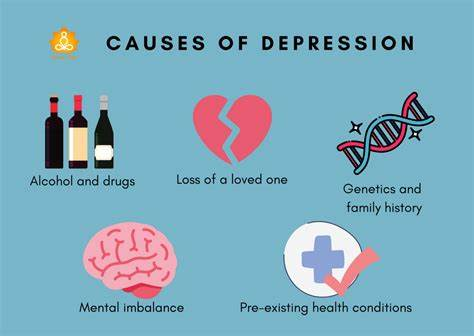 CAUSES OF DEPRESSION
Alcohol and drugs
Loss of a loved one
Genetics and
family history
Mental imbalance
Pre-existing health conditions